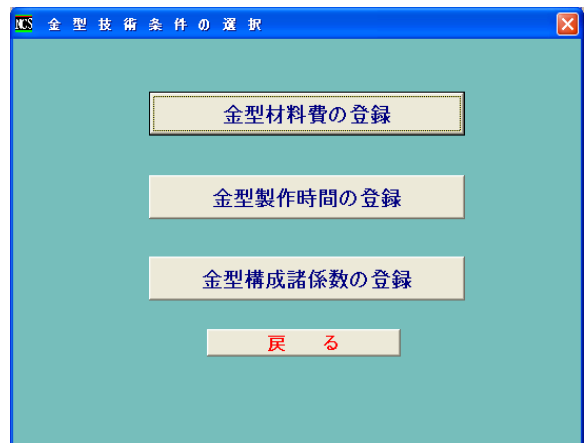 NCS 金型技術条件の選択
金型材料費の登録
金型製作時間の登録
金型構成諸係数の登録
戻 る